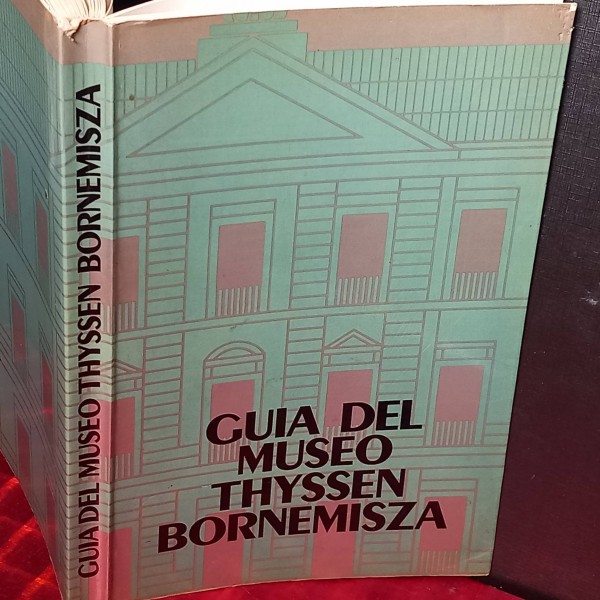 GUIA DEL MUSEO THYSSEN BORNEMISZA
GUIA DEL
MUSEO
THYSSEN
BORNEMISZA